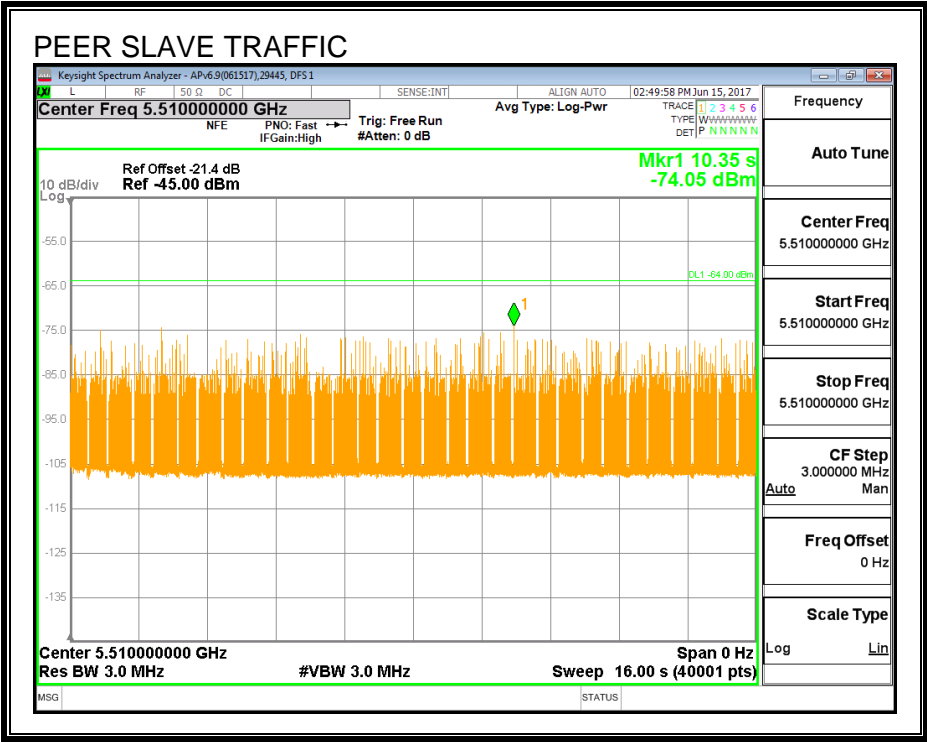 PEER SLAVE TRAFFIC
Keysight Spectrum Analyzer - APv6.9(061517),29445, DFS 1
LXI L RF 50 Ω DC SENSE:INT ALIGN AUTO 02:49:58 PM Jun 15, 2017
Center Freq 5.510000000 GHz
NFE
PNO: Fast
IFGain:High
Trig: Free Run
#Atten: 0 dB
Avg Type: Log-Pwr
TRACE 1 2 3 4 5 6
TYPE WWWWWW
DET P N N N N N
Mkr1 10.35 s
-74.05 dBm
Ref Offset -21.4 dB
Ref -45.00 dBm
10 dB/div
Log
-55.0
-65.0
-75.0
-85.0
-95.0
-105
-115
-125
-135
DL1 -64.00 dBm
1
Center 5.510000000 GHz
Span 0 Hz
Res BW 3.0 MHz
#VBW 3.0 MHz
Sweep 16.00 s (40001 pts)
MSG
STATUS
Frequency
Auto Tune
Center Freq
5.510000000 GHz
Start Freq
5.510000000 GHz
Stop Freq
5.510000000 GHz
CF Step
3.000000 MHz
Auto Man
Freq Offset
0 Hz
Scale Type
Log Lin